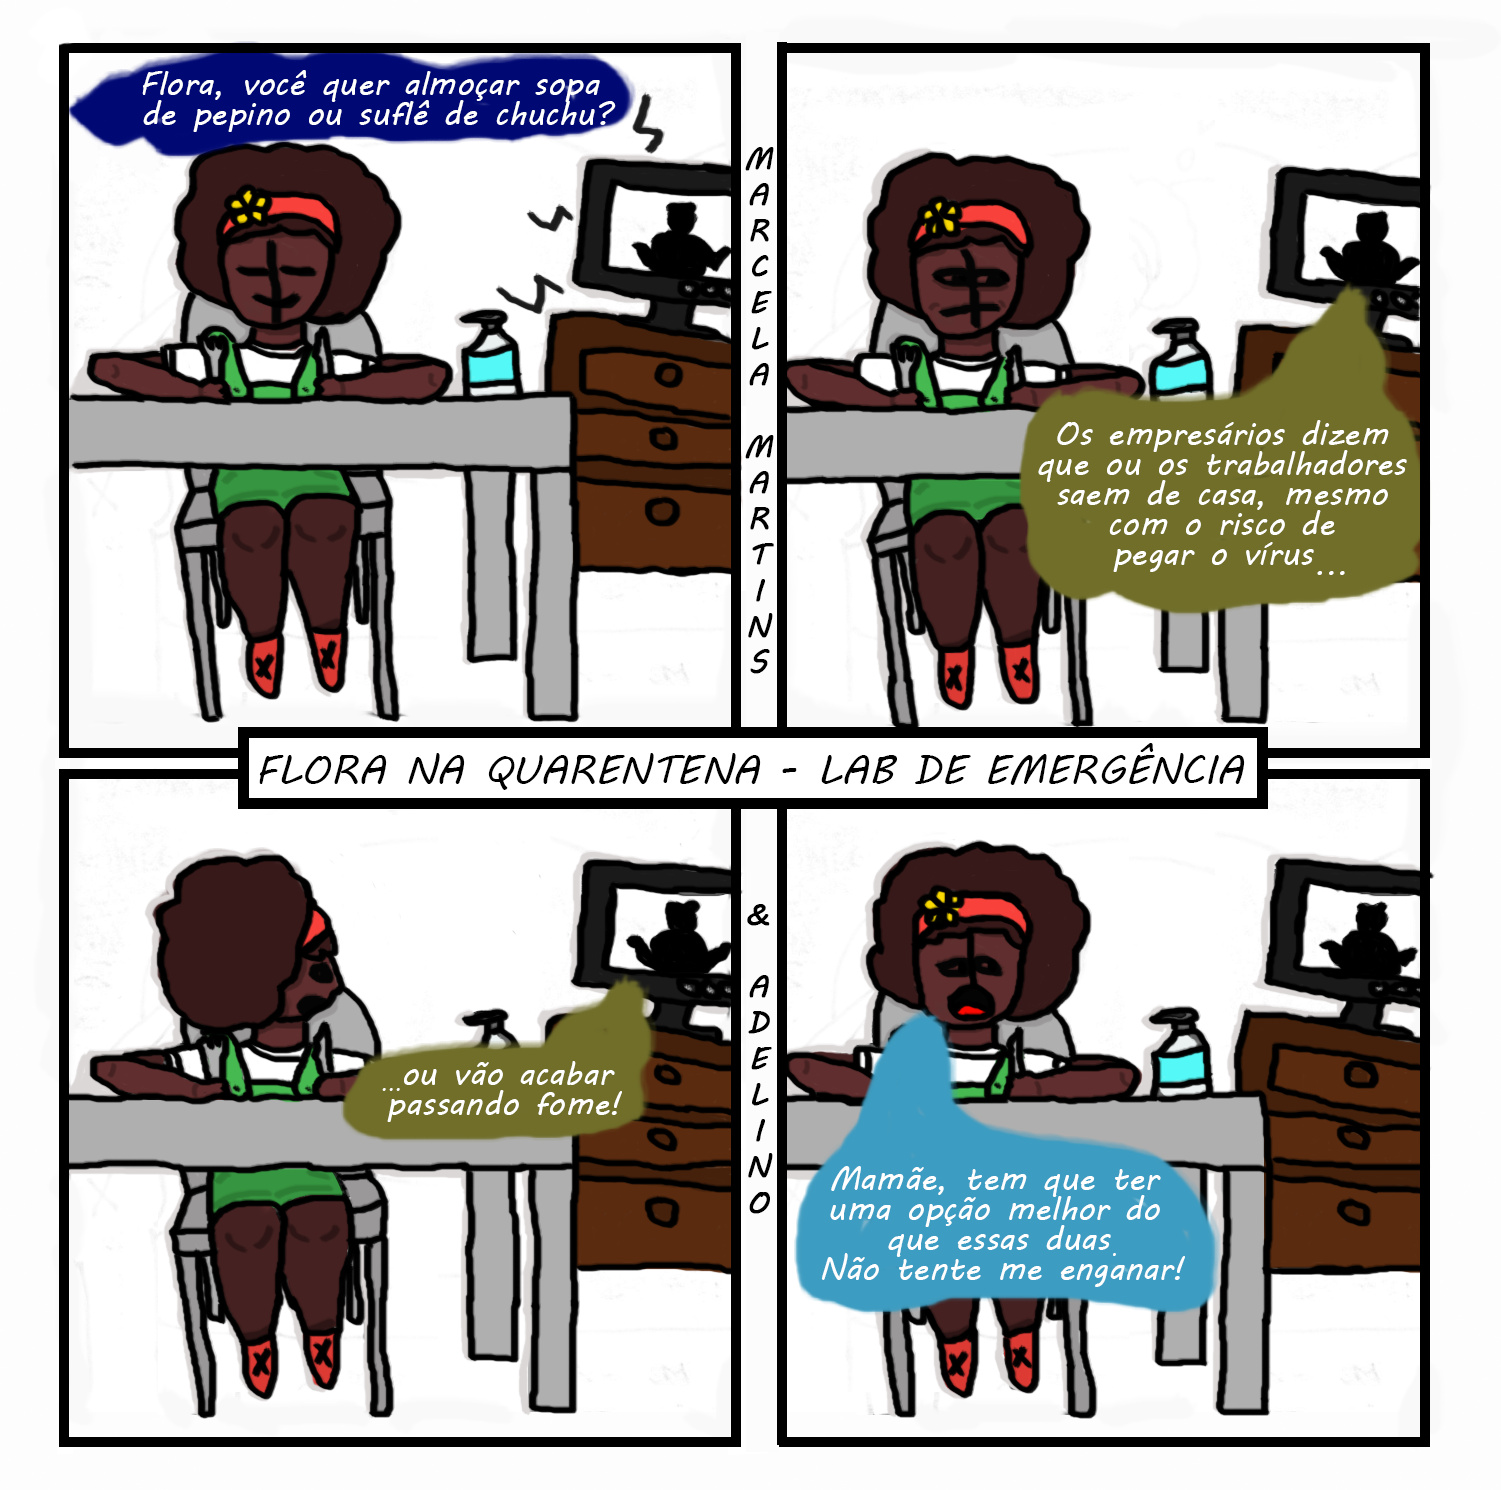 Flora, você quer almoçar sopa
de pepino ou suflê de chuchu?
Os empresários dizem
que ou os trabalhadores
saem de casa, mesmo
com o risco de
pegar o vírus...
FLORA NA QUARENTENA - LAB DE EMERGÊNCIA
...ou vão acabar
passando fome!
Mamãe, tem que ter
uma opção melhor do
que essas duas.
Não tente me enganar!
MARCELA MARTINS
& ADELINO